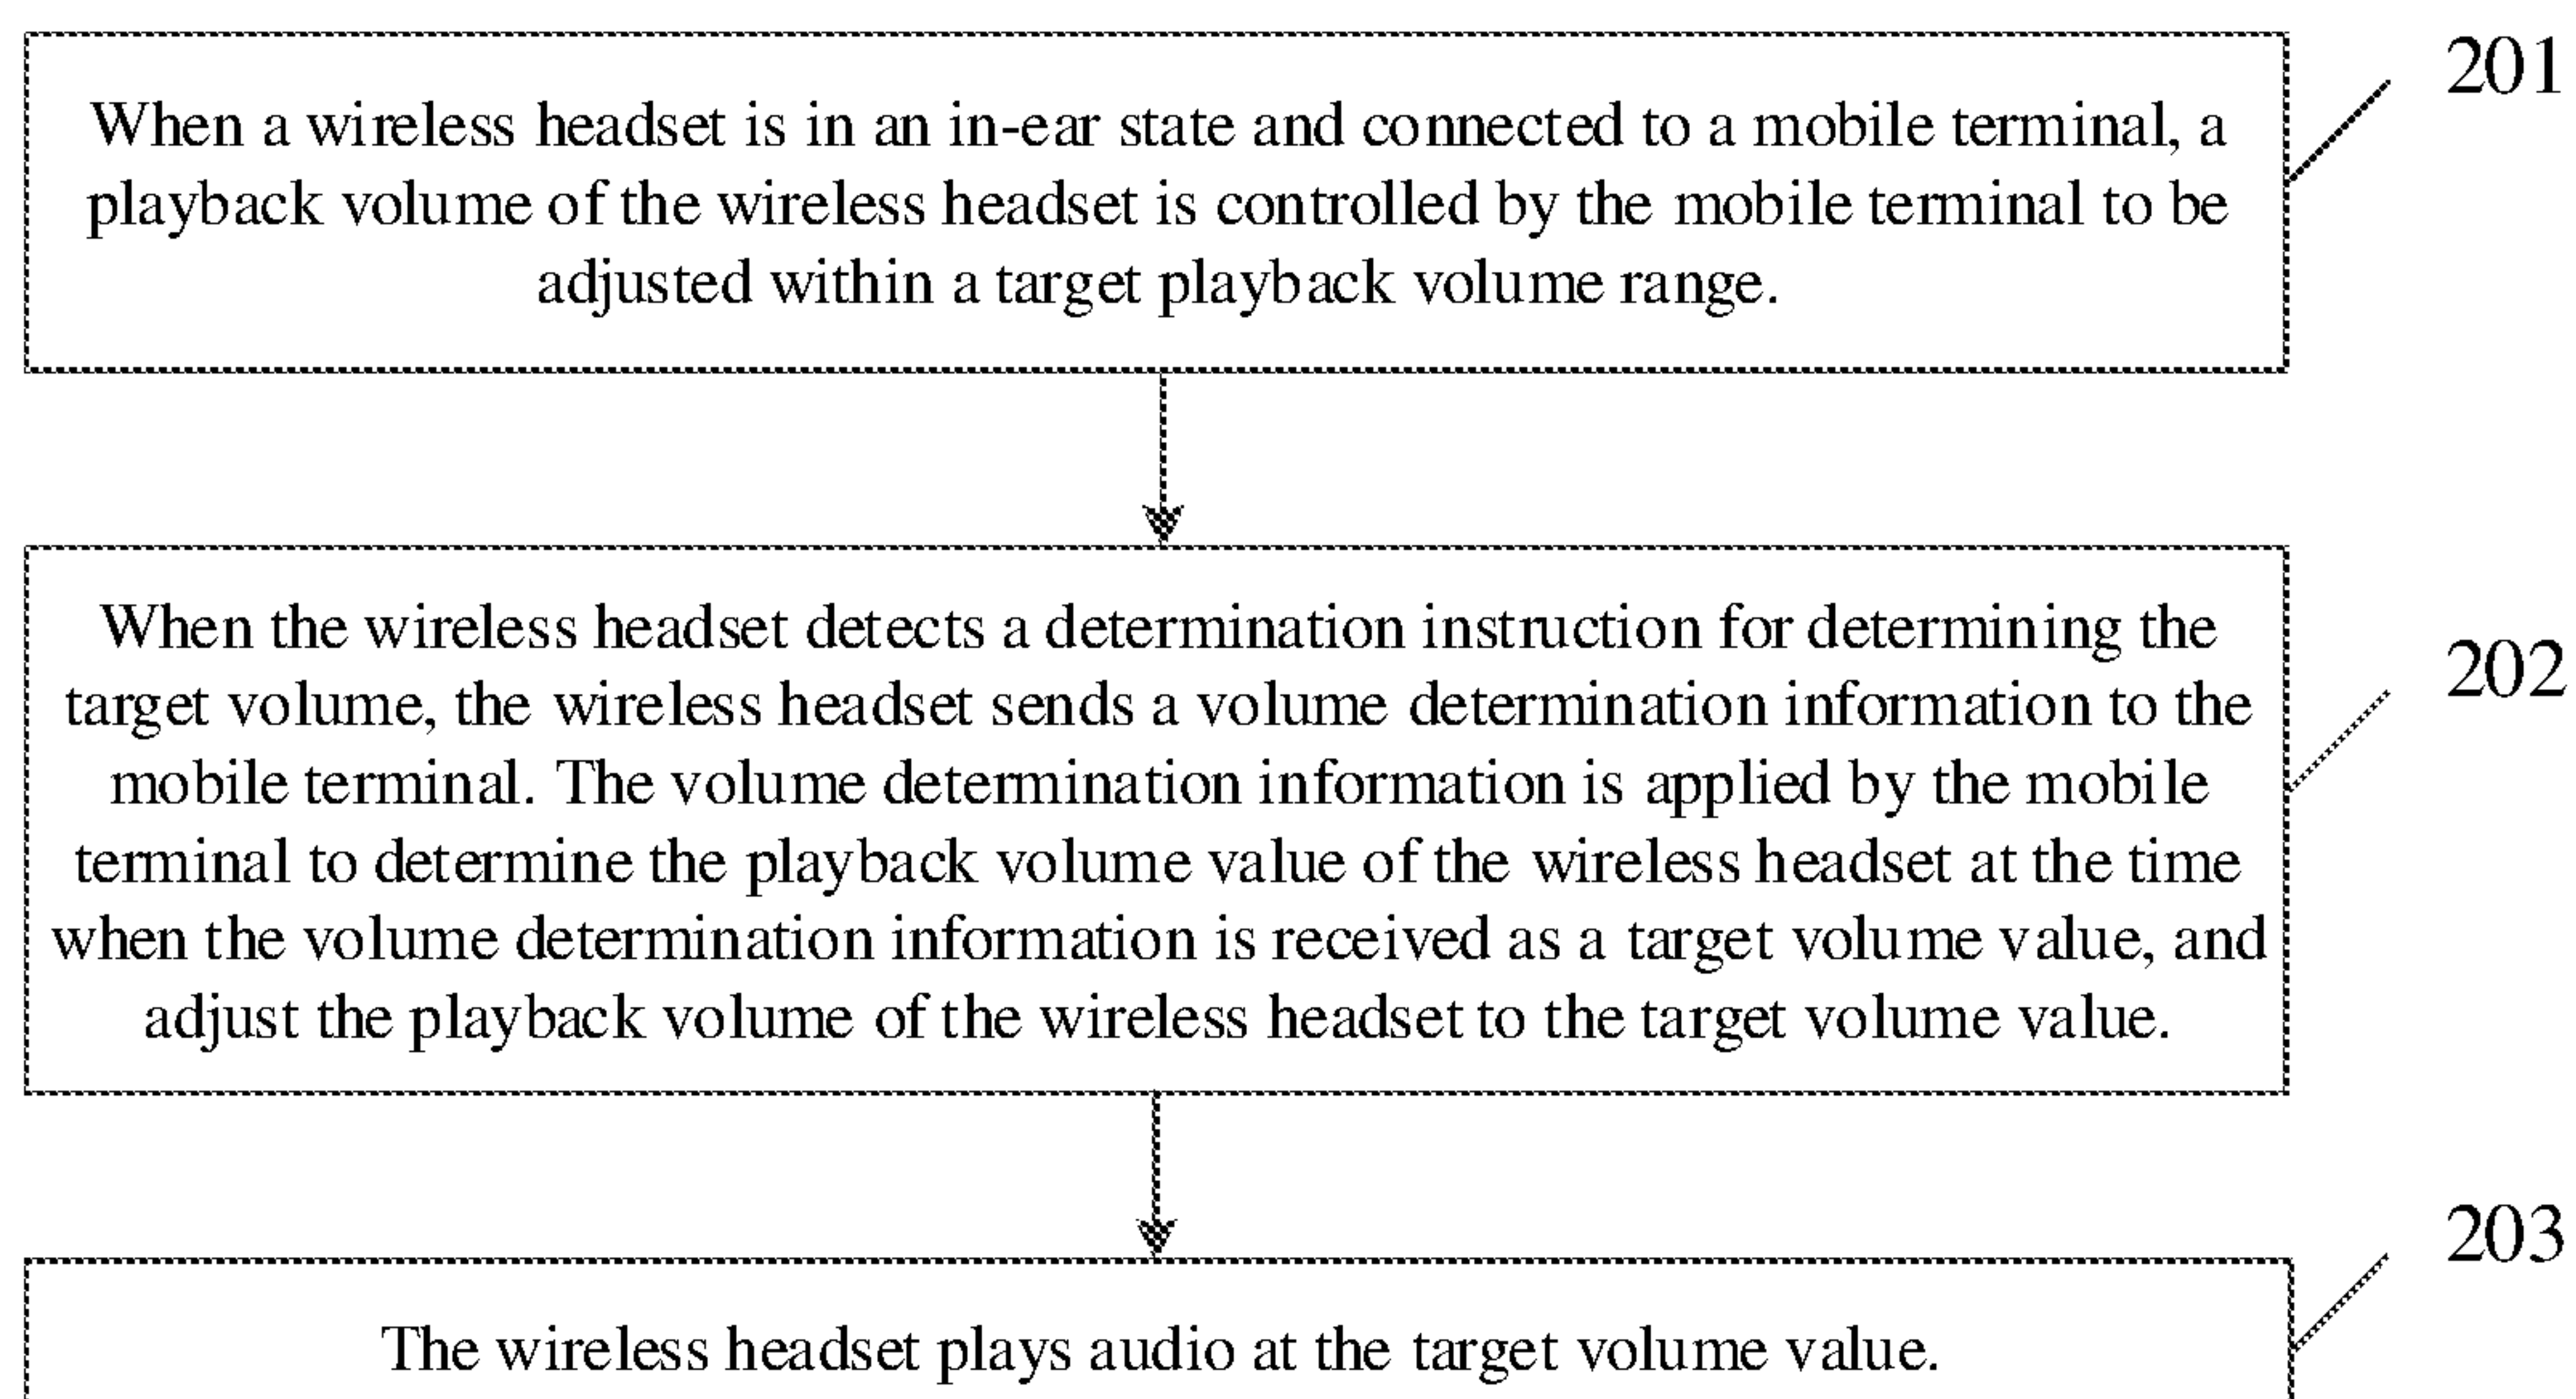 When a wireless headset is in an in-ear state and connected to a mobile terminal, a
playback volume of the wireless headset is controlled by the mobile terminal to be
adjusted within a target playback volume range.
201
When the wireless headset detects a determination instruction for determining the
target volume, the wireless headset sends a volume determination information to the
mobile terminal. The volume determination information is applied by the mobile
terminal to determine the playback volume value of the wireless headset at the time
when the volume determination information is received as a target volume value, and
adjust the playback volume of the wireless headset to the target volume value.
202
The wireless headset plays audio at the target volume value.
203